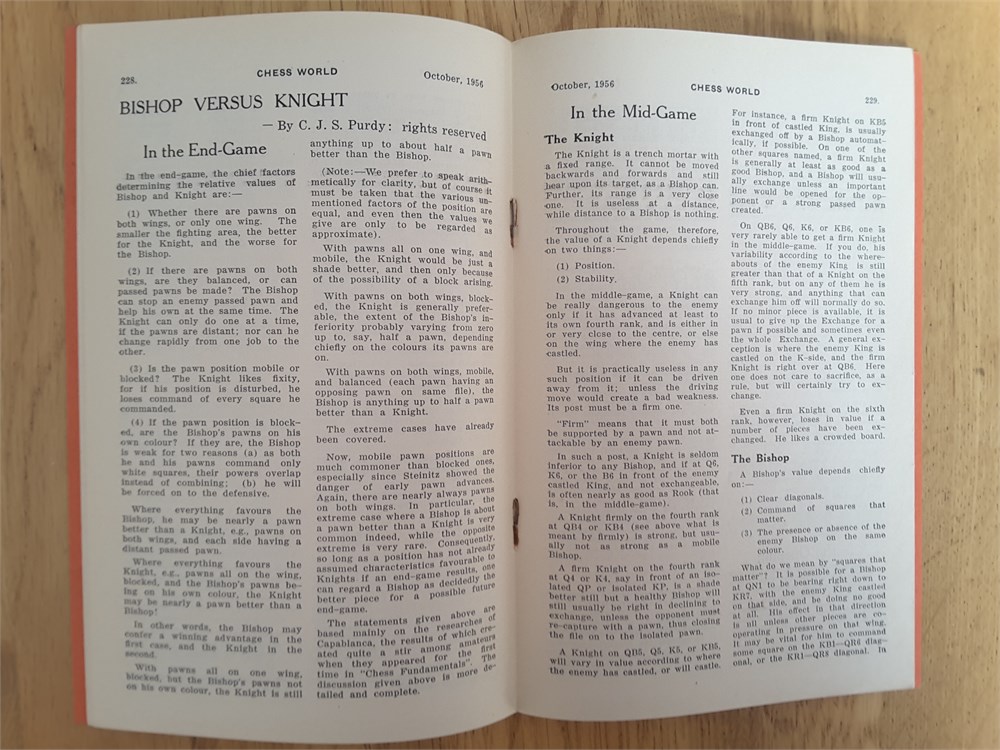 228.
CHESS WORLD
October, 1956
BISHOP VERSUS KNIGHT
— By C. J. S. Purdy: rights reserved
In the End-Game
In the end-game, the chief factors
determining the relative values of
Bishop and Knight are:—
(1) Whether there are pawns on
both wings, or only one wing. The
smaller the fighting area, the better
for the Knight, and the worse for
the Bishop.
(2) If there are pawns on both
wings, are they balanced, or can
passed pawns be made? The Bishop
can stop an enemy passed pawn and
help his own at the same time. The
Knight can only do one at a time,
if the pawns are distant; nor can he
change rapidly from one job to the
other.
(3) Is the pawn position mobile or
blocked? The Knight likes fixity,
for if his position is disturbed, he
loses command of every square he
commanded.
(4) If the pawn position is block-
ed, are the Bishop's pawns on his
own colour? If they are, the Bishop
is weak for two reasons (a) as both
he and his pawns command only
white squares, their powers overlap
instead of combining; (b) he will
be forced on to the defensive.
Where everything favours the
Bishop, he may be nearly a pawn
better than a Knight, e.g., pawns on
both wings, and each side having a
distant passed pawn.
Where everything favours the
Knight, e.g., pawns all on the wing,
blocked, and the Bishop's pawns be-
ing on his own colour, the Knight
may be nearly a pawn better than a
Bishop!
In other words, the Bishop may
confer a winning advantage in the
first case, and the Knight in the
second.
With pawns all on one wing,
blocked, but the Bishop's pawns not
on his own colour, the Knight is still
anything up to about half a pawn
better than the Bishop.
(Note:—We prefer to speak arith-
metically for clarity, but of course it
must be taken that the various un-
mentioned factors of the position are
equal, and even then the values we
give are only to be regarded as
approximate).
With pawns all on one wing, and
mobile, the Knight would be just a
shade better, and then only because
of the possibility of a block arising.
With pawns on both wings, block-
ed, the Knight is generally prefer-
able, the extent of the Bishop's in-
feriority probably varying from zero
up to, say, half a pawn, depending
chiefly on the colours its pawns are
on.
With pawns on both wings, mobile,
and balanced (each pawn having an
opposing pawn on same file), the
Bishop is anything up to half a pawn
better than a Knight.
The extreme cases have already
been covered.
Now, mobile pawn positions are
much commoner than blocked ones,
especially since Steinitz showed the
danger of early pawn advances.
Again, there are nearly always pawns
on both wings. In particular, the
extreme case where a Bishop is about
a pawn better than a Knight is very
common indeed, while the opposite
extreme is very rare. Consequently,
so long as a position has not already
assumed characteristics favourable to
Knights if an end-game results, one
can regard a Bishop as decidedly the
better piece for a possible future
end-game.
The statements given above are
based mainly on the researches of
Capablanca, the results of which cre-
ated quite a stir among amateurs
when they appeared for the first
time in "Chess Fundamentals". The
discussion given above is more de-
tailed and complete.
October, 1956
CHESS WORLD
229.
In the Mid-Game
The Knight
The Knight is a trench mortar with
a fixed range. It cannot be moved
backwards and forwards and still
bear upon its target, as a Bishop can.
Further, its range is a very close
one. It is useless at a distance,
while distance to a Bishop is nothing.
Throughout the game, therefore,
the value of a Knight depends chiefly
on two things:—
(1) Position.
(2) Stability.
In the middle-game, a Knight can
be really dangerous to the enemy
only if it has advanced at least to
its own fourth rank, and is either in
or very close to the centre, or else
on the wing where the enemy has
castled.
But it is practically useless in any
such position if it can be driven
away from it; unless the driving
move would create a bad weakness.
Its post must be a firm one.
"Firm" means that it must both
be supported by a pawn and not at-
tackable by an enemy pawn.
In such a post, a Knight is seldom
inferior to any Bishop, and if at Q6,
K6, or the B6 in front of the enemy
castled King, and not exchangeable,
is often nearly as good as Rook (that
is, in the middle-game).
A Knight firmly on the fourth rank
at QB4 or KB4 (see above what is
meant by firmly) is strong, but usu-
ally not as strong as a mobile
Bishop.
A firm Knight on the fourth rank
at Q4 or K4, say in front of an iso-
lated QP or isolated KP, is a shade
better still but a healthy Bishop will
still usually be right in declining to
exchange, unless the opponent must
re-capture with a pawn, thus closing
the file on to the isolated pawn.
A Knight on QB5, Q5, K5, or KB5,
will vary in value according to where
the enemy has castled, or will castle.
For instance, a firm Knight on KB5
in front of castled King, is usually
exchanged off by a Bishop automat-
ically, if possible. On one of the
other squares named, a firm Knight
is generally at least as good as a
good Bishop, and a Bishop will usu-
ally exchange unless an important
line would be opened for the op-
ponent or a strong passed pawn
created.
On QB6, Q6, K6, or KB6, one is
very rarely able to get a firm Knight
in the middle-game. If you do, his
variability according to the where-
abouts of the enemy King is still
greater than that of a Knight on the
fifth rank, but on any of them he is
very strong, and anything that can
exchange him off will normally do so.
If no minor piece is available, it is
usual to give up the Exchange for a
pawn if possible and sometimes even
the whole Exchange. A general ex-
ception is where the enemy King is
castled on the K-side, and the firm
Knight is right over at QB6. Here
one does not care to sacrifice, as a
rule, but will certainly try to ex-
change.
Even a firm Knight on the sixth
rank, however, loses in value if a
number of pieces have been ex-
changed. He likes a crowded board.
The Bishop
A Bishop's value depends chiefly
on:—
(1) Clear diagonals.
(2) Command of squares that
matter.
(3) The presence or absence of the
enemy Bishop on the same
colour.
What do we mean by "squares that
matter"? It is possible for a Bishop
at QN1 to be bearing right down to
KR7, with the enemy King castled
on that side, and be doing no good
at all. His effect in that direction
is nil unless other pieces are co-
operating in pressure on that wing.
It may be vital for him to command
some square on the KB1—QR6 diag-
onal, or the KR1—QR8 diagonal. In